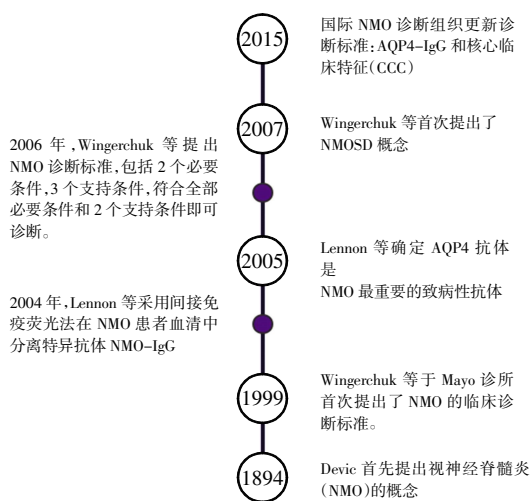 2015
国际 NMO 诊断组织更新诊
断标准:AQP4-IgG 和核心临
床特征(CCC)
2007
Wingerchuk 等首次提出了
NMOSD 概念
2006 年,Wingerchuk 等提出
NMO 诊断标准,包括 2 个必要
条件,3 个支持条件,符合全部
必要条件和 2 个支持条件即可
诊断。
2005
Lennon 等确定 AQP4 抗体
是
NMO 最重要的致病性抗体
2004 年,Lennon 等采用间接免
疫荧光法在 NMO 患者血清中
分离特异抗体 NMO-IgG
1999
Wingerchuk 等于 Mayo 诊所
首次提出了 NMO 的临床诊
断标准。
1894
Devic 首先提出视神经脊髓炎
(NMO)的概念